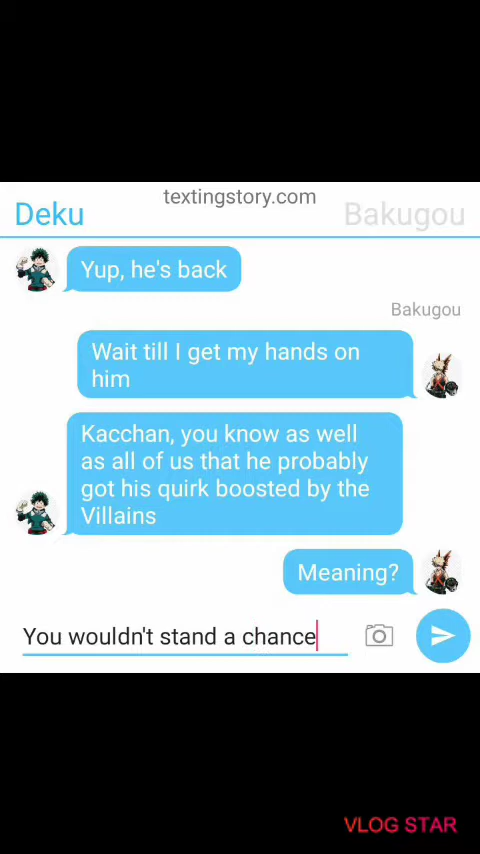 textingstory.com
Deku
Bakugou
Yup, he's back
Bakugou
Wait till I get my hands on
him
Kacchan, you know as well
as all of us that he probably
got his quirk boosted by the
Villains
Meaning?
You wouldn't stand a chance
VLOG STAR